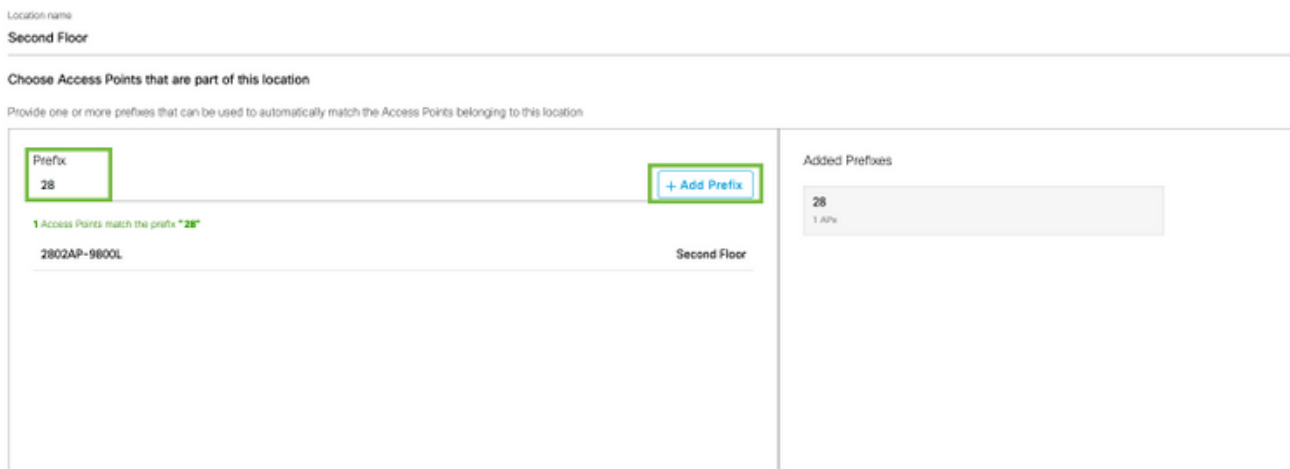 Location name
Second Floor
Choose Access Points that are part of this location
Provide one or more prefixes that can be used to automatically match the Access Points belonging to this location
Prefix
28
+ Add Prefix
1 Access Points match the prefix "28"
2802AP-9800L Second Floor
Added Prefixes
28
1 APs